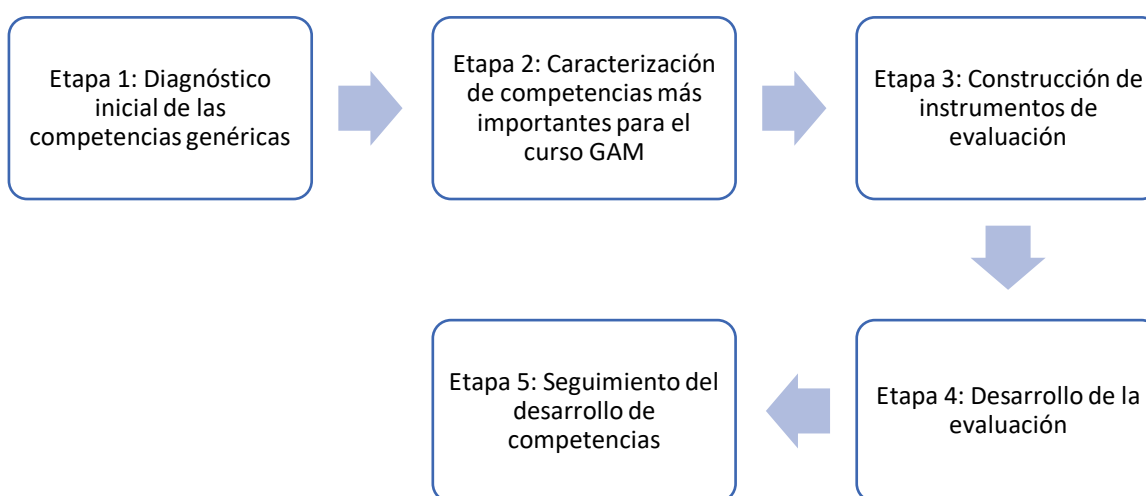 Etapa 1: Diagnóstico
inicial de las
competencias genéricas
Etapa 2: Caracterización
de competencias más
importantes para el
curso GAM
Etapa 3: Construcción de
instrumentos de
evaluación
Etapa 4: Desarrollo de la
evaluación
Etapa 5: Seguimiento del
desarrollo de
competencias